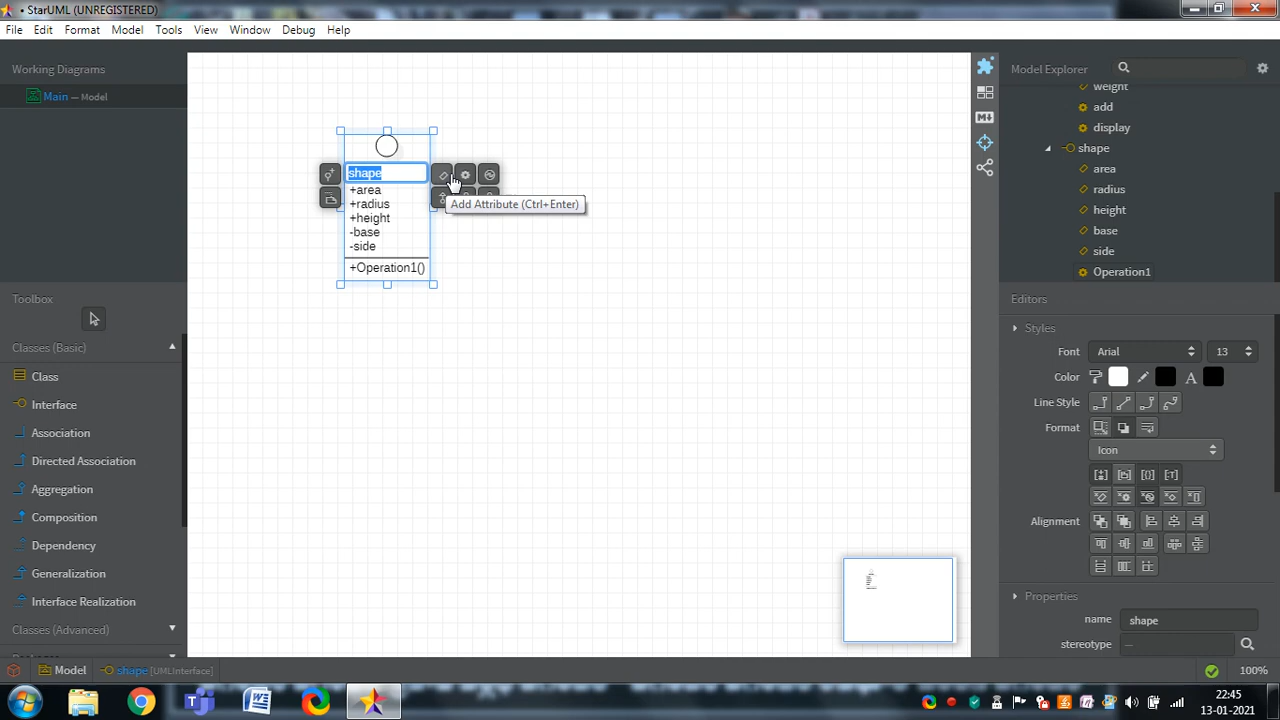 • StarUML (UNREGISTERED)
File Edit Format Model Tools View Window Debug Help
Working Diagrams
Main — Model
Toolbox
Classes (Basic)
Class
Interface
Association
Directed Association
Aggregation
Composition
Dependency
Generalization
Interface Realization
Classes (Advanced)
shape
+area
+radius
+height
-base
-side
+Operation1()
Add Attribute (Ctrl+Enter)
Model Explorer
weight
add
display
shape
area
radius
height
base
side
Operation1
Editors
Styles
Font Arial 13
Color
A
Line Style
Format
Icon
Alignment
Properties
name shape
stereotype —
Model shape [UMLInterface] 100%
22:45
13-01-2021